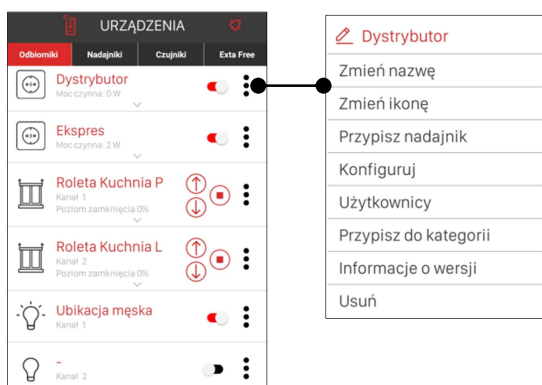 URZĄDZENIA
Odbiorniki Nadajniki Czujniki Exta Free
Dystrybutor
Moc czynna: 0 W
Ekspres
Moc czynna: 2 W
Roleta Kuchnia P
Kanał 1
Poziom zamknięcia 0%
Roleta Kuchnia L
Kanał 2
Poziom zamknięcia 0%
Ubikacja męska
Kanał 1
-
Kanał 2
Dystrybutor
Zmień nazwę
Zmień ikonę
Przypisz nadajnik
Konfiguruj
Użytkownicy
Przypisz do kategorii
Informacje o wersji
Usuń